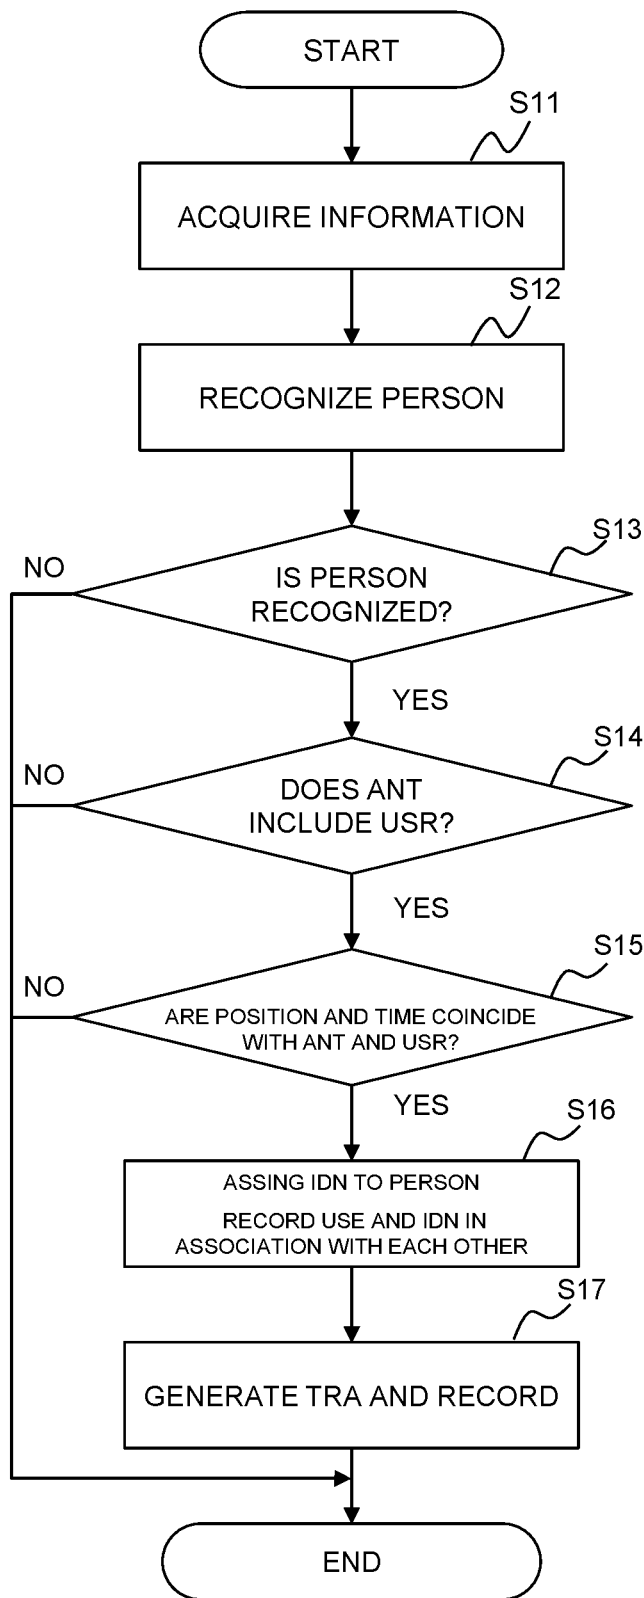 START
S11
ACQUIRE INFORMATION
S12
RECOGNIZE PERSON
S13
NO
IS PERSON
RECOGNIZED?
YES
S14
NO
DOES ANT
INCLUDE USR?
YES
S15
NO
ARE POSITION AND TIME COINCIDE
WITH ANT AND USR?
YES
S16
ASSING IDN TO PERSON
RECORD USE AND IDN IN
ASSOCIATION WITH EACH OTHER
S17
GENERATE TRA AND RECORD
END